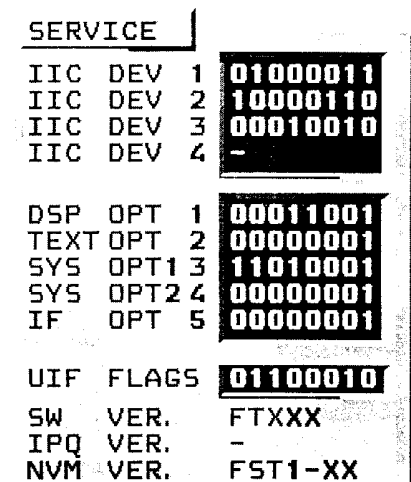 SERVICE
IIC DEV 1 01000011
IIC DEV 2 10000110
IIC DEV 3 00010010
IIC DEV 4 -
DSP OPT 1 00011001
TEXT OPT 2 00000001
SYS OPT1 3 11010001
SYS OPT2 4 00000001
IF OPT 5 00000001
UIF FLAGS 01100010
SW VER. FTXXX
IPQ VER. -
NVM VER. FST1-XX